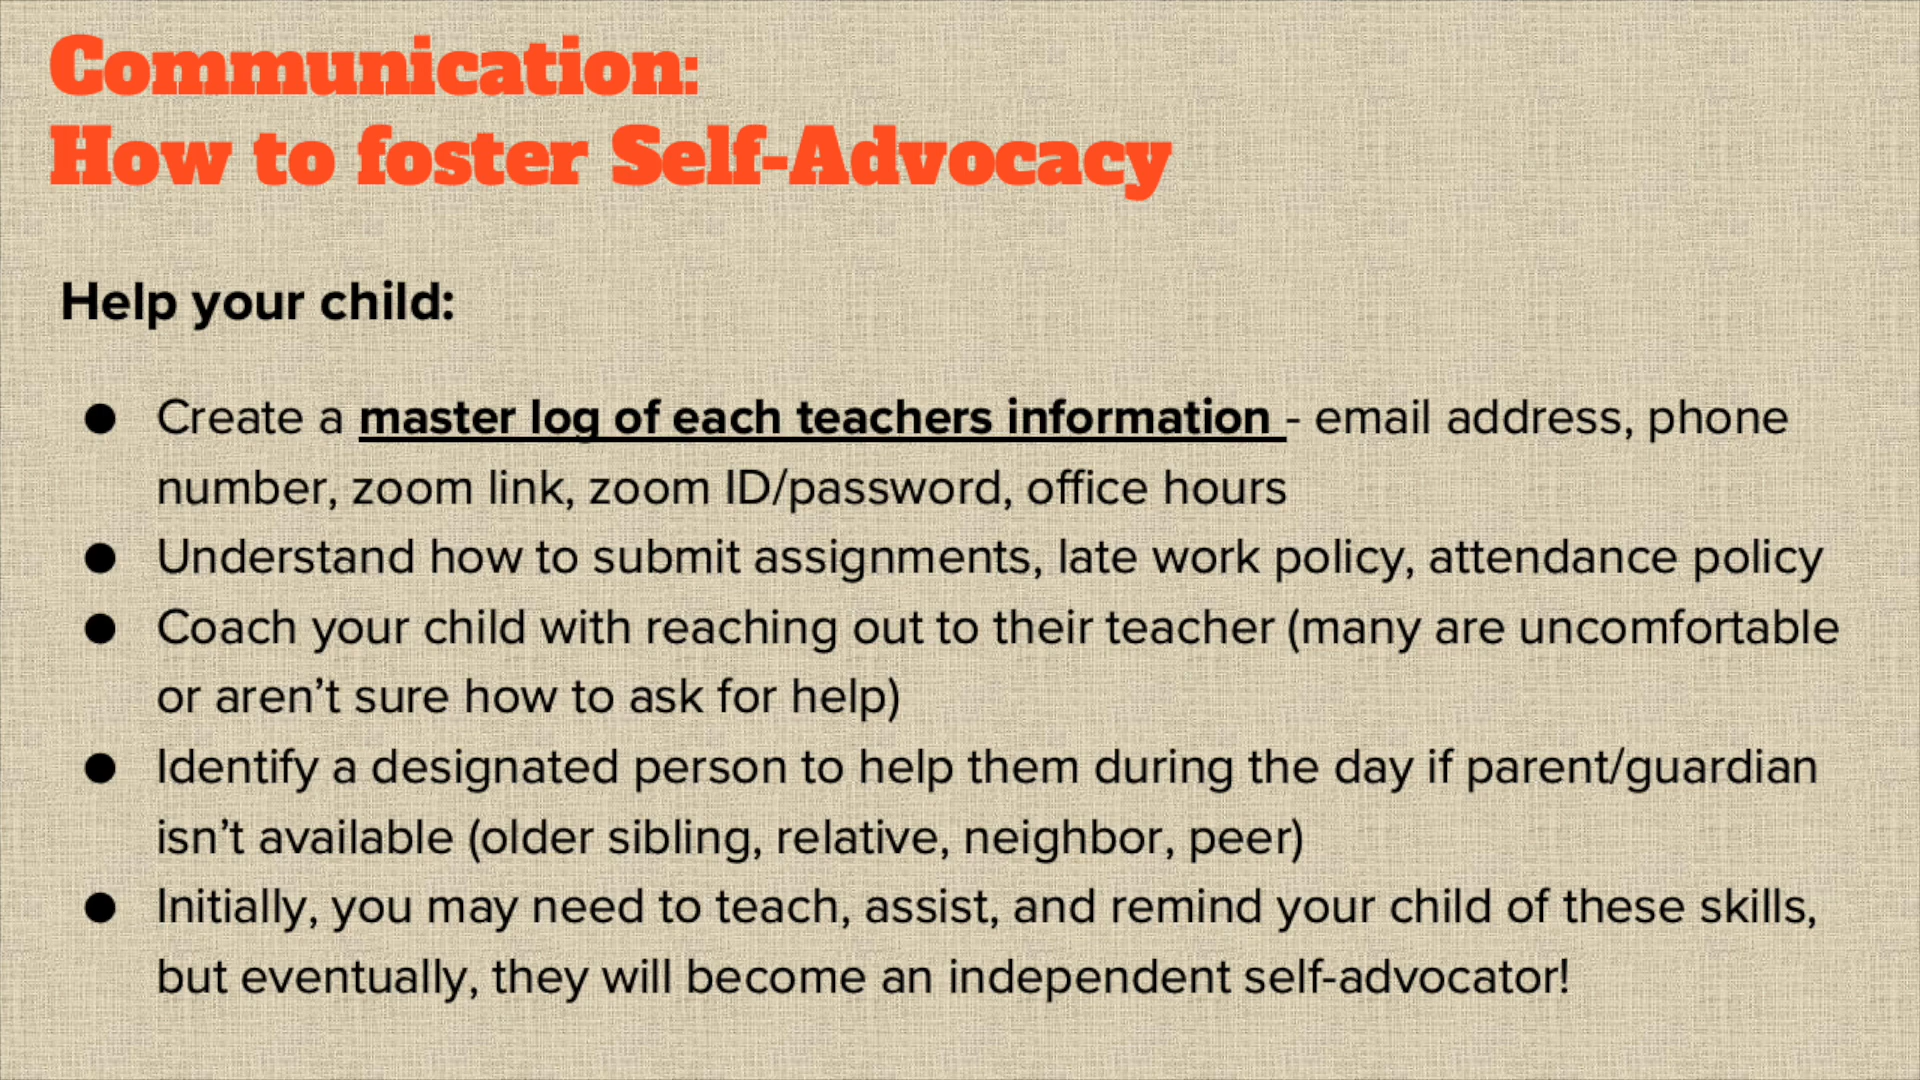 Communication:
How to foster Self-Advocacy
Help your child:
● Create a master log of each teachers information - email address, phone
number, zoom link, zoom ID/password, office hours
● Understand how to submit assignments, late work policy, attendance policy
● Coach your child with reaching out to their teacher (many are uncomfortable
or aren’t sure how to ask for help)
● Identify a designated person to help them during the day if parent/guardian
isn’t available (older sibling, relative, neighbor, peer)
● Initially, you may need to teach, assist, and remind your child of these skills,
but eventually, they will become an independent self-advocator!